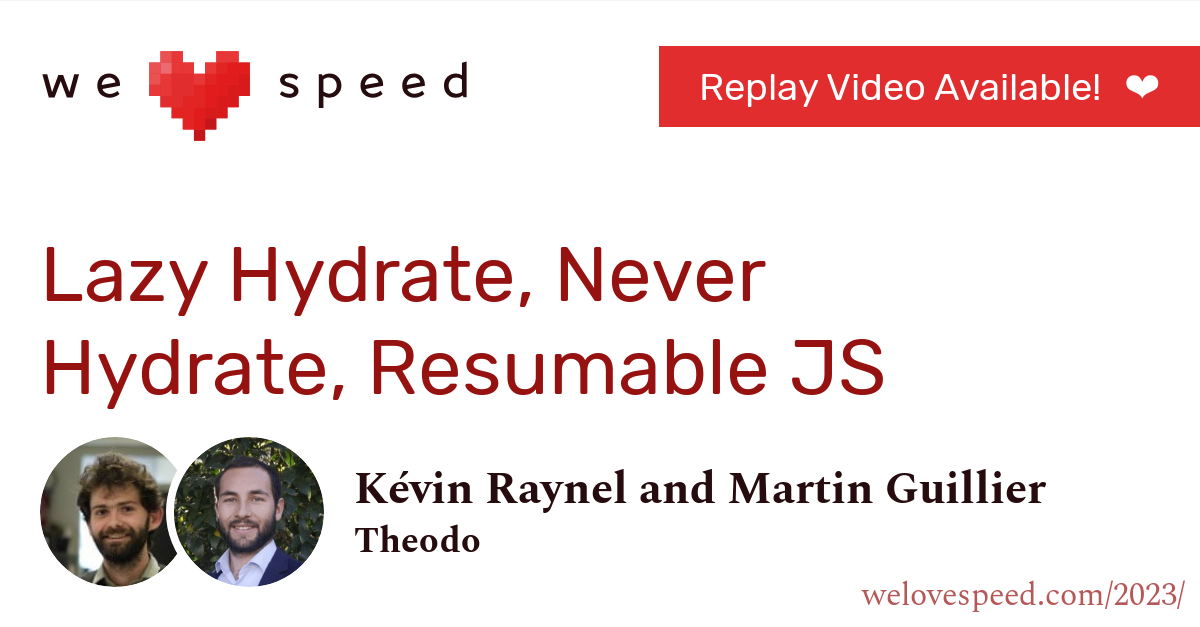 we speed
Replay Video Available! ❤
Lazy Hydrate, Never
Hydrate, Resumable JS
Kévin Raynel and Martin Guillier
Theodo
welovespeed.com/2023/